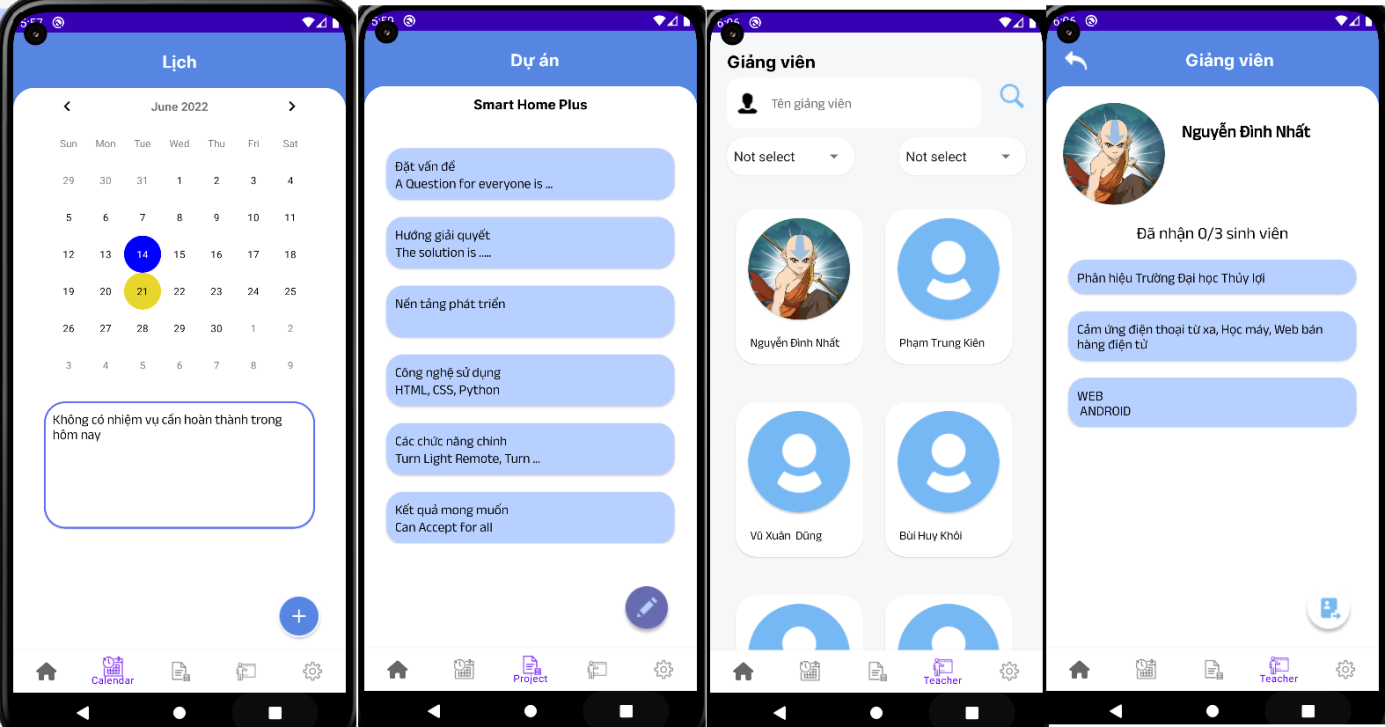 5:57
Lịch
June 2022
Sun Mon Tue Wed Thu Fri Sat
29 30 31 1 2 3 4
5 6 7 8 9 10 11
12 13 14 15 16 17 18
19 20 21 22 23 24 25
26 27 28 29 30 1 2
3 4 5 6 7 8 9
Không có nhiệm vụ cần hoàn thành trong
hôm nay
Calendar
5:59
Dự án
Smart Home Plus
Đặt vấn đề
A Question for everyone is ...
Hướng giải quyết
The solution is .....
Nền tảng phát triển
Công nghệ sử dụng
HTML, CSS, Python
Các chức năng chính
Turn Light Remote, Turn ...
Kết quả mong muốn
Can Accept for all
Project
6:06
Giảng viên
Tên giảng viên
Not select
Not select
Nguyễn Đình Nhất
Phạm Trung Kiên
Vũ Xuân Dũng
Bùi Huy Khôi
Teacher
6:06
Giảng viên
Nguyễn Đình Nhất
Đã nhận 0/3 sinh viên
Phân hiệu Trường Đại học Thủy lợi
Cảm ứng điện thoại từ xa, Học máy, Web bán
hàng điện tử
WEB
ANDROID
Teacher